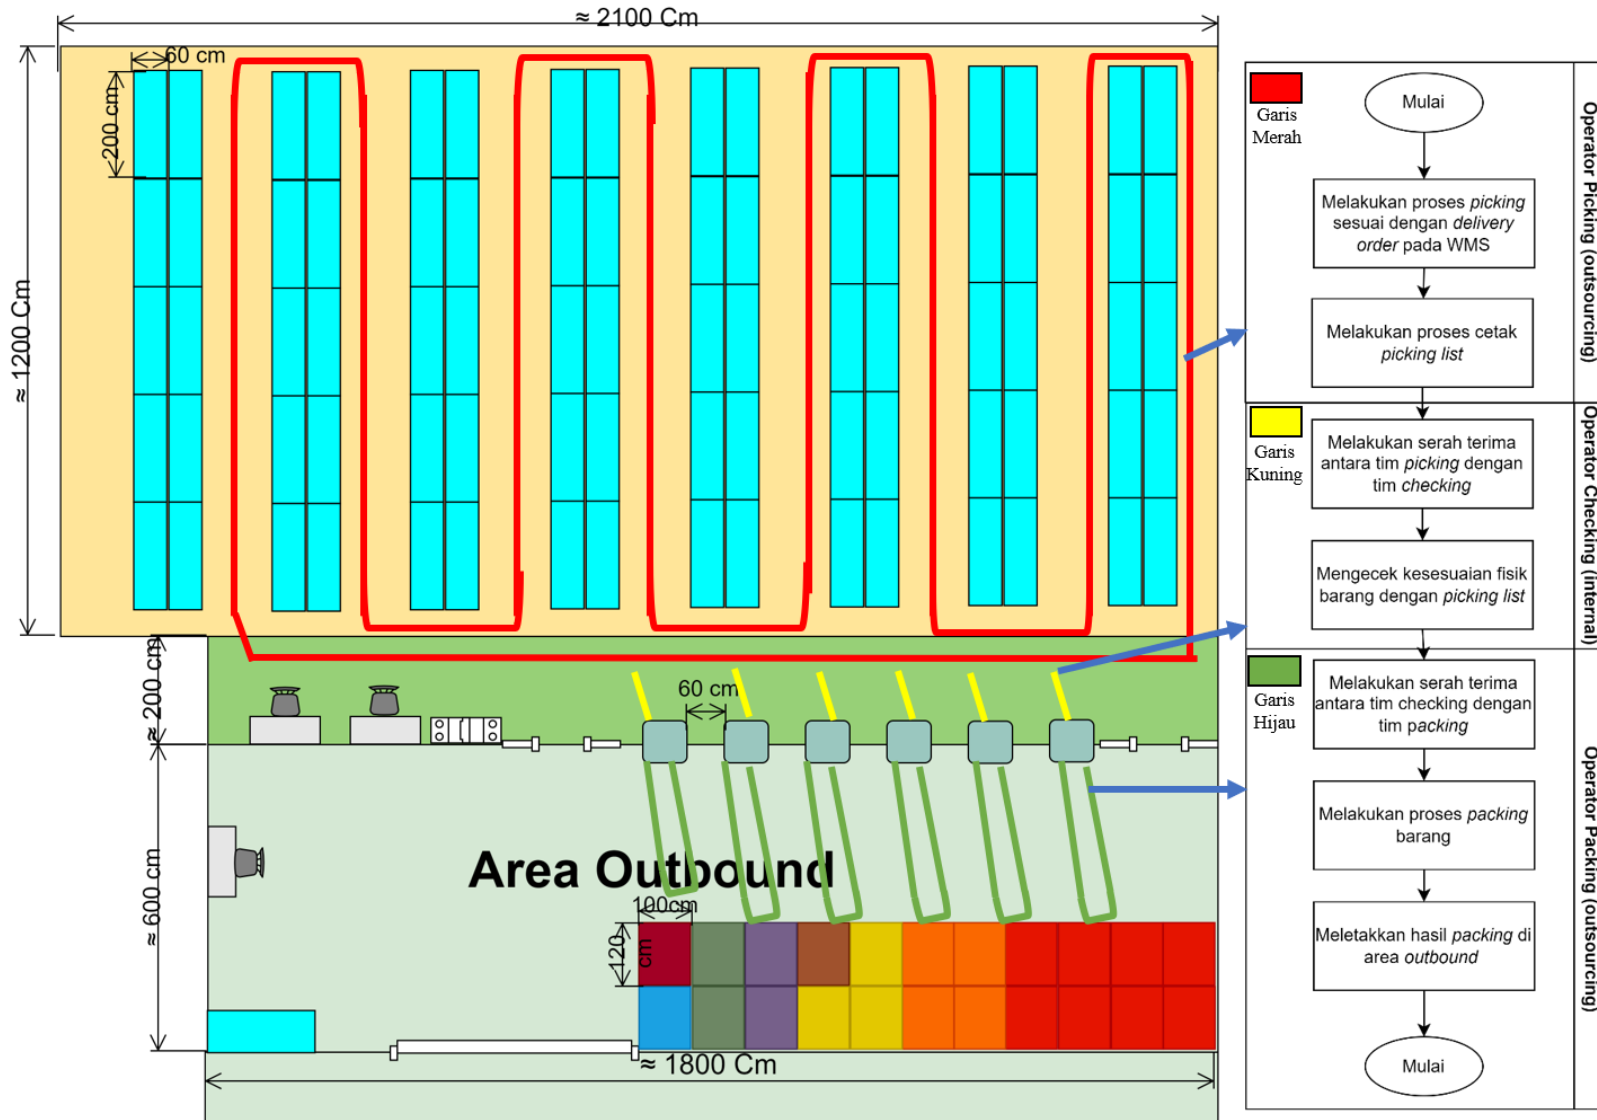 ≈ 2100 Cm
60 cm
200 cm
≈ 1200 Cm
≈ 200 cm
60 cm
≈ 600 cm
Area Outbound
100cm
120
cm
≈ 1800 Cm
Garis
Merah
Mulai
Melakukan proses picking
sesuai dengan delivery
order pada WMS
Melakukan proses cetak
picking list
Operator Picking (outsourcing)
Garis
Kuning
Melakukan serah terima
antara tim picking dengan
tim checking
Mengecek kesesuaian fisik
barang dengan picking list
Operator Checking (internal)
Garis
Hijau
Melakukan serah terima
antara tim checking dengan
tim packing
Melakukan proses packing
barang
Meletakkan hasil packing di
area outbound
Mulai
Operator Packing (outsourcing)